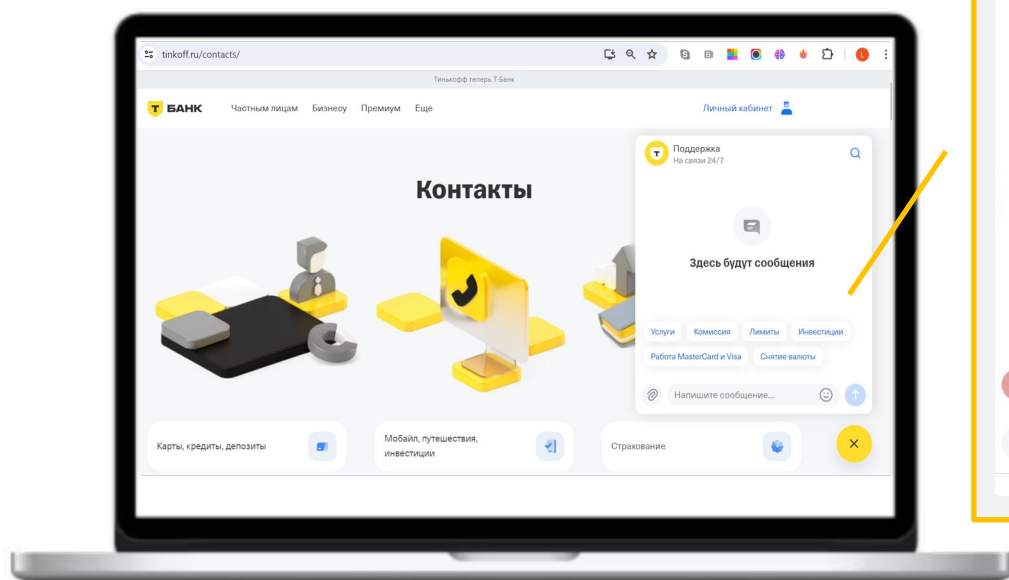 tinkoff.ru/contacts/
Тинькофф теперь Т-Банк
Т БАНК Частным лицам Бизнесу Премиум Еще Личный кабинет
Контакты
Поддержка
На связи 24/7
Здесь будут сообщения
Услуги Комиссия Лимиты Инвестиции
Работа MasterCard и Visa Снятие валюты
Напишите сообщение...
Карты, кредиты, депозиты
Мобайл, путешествия,
инвестиции
Страхование